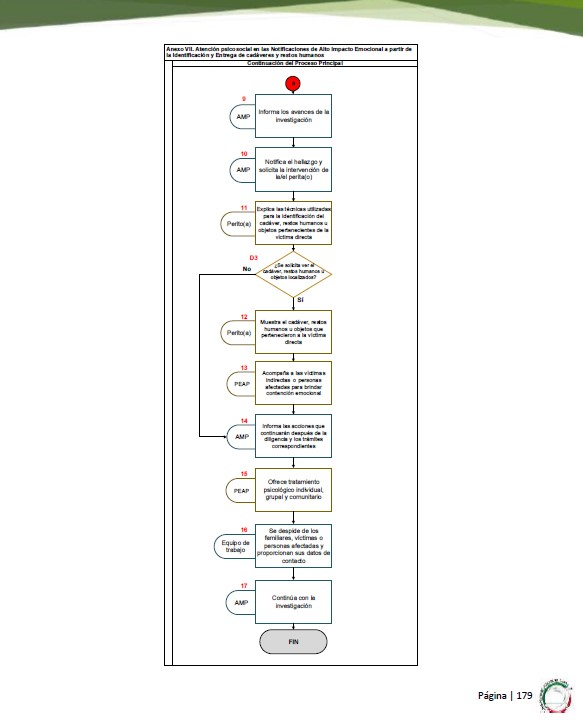 Anexo VII. Atención psicosocial en las Notificaciones de Alto Impacto Emocional a partir de
la Identificación y Entrega de cadáveres y restos humanos
Continuación del Proceso Principal
9
AMP
Informa los avances de la
investigación
10
AMP
Notifica el hallazgo y
solicita la intervención de
la/el perita(o)
11
Perito(a)
Explica las técnicas utilizadas
para la identificación del
cadáver, restos humanos u
objetos pertenecientes de la
víctima directa
D3
No
¿Se solicita ver el
cadáver, restos humanos u
objetos localizados?
Sí
12
Perito(a)
Muestra el cadáver, restos
humanos u objetos que
pertenecieron a la víctima
directa
13
PEAP
Acompaña a las víctimas
indirectas o personas
afectadas para brindar
contención emocional
14
AMP
Informa las acciones que
continuarán después de la
diligencia y los trámites
correspondientes
15
PEAP
Ofrece tratamiento
psicológico individual,
grupal y comunitario
16
Equipo de
trabajo
Se despide de los
familiares, víctimas o
personas afectadas y
proporcionan sus datos de
contacto
17
AMP
Continúa con la
investigación
FIN
Página | 179